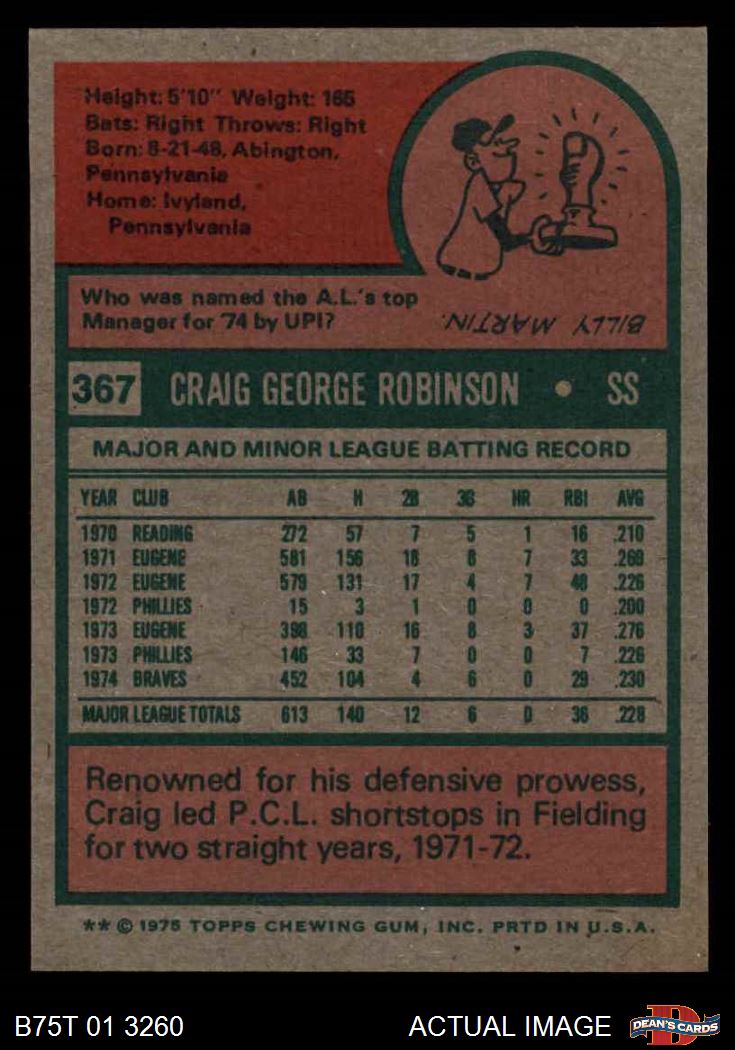 Height: 5'10" Weight: 165
Bats: Right Throws: Right
Born: 8-21-48, Abington,
Pennsylvania
Home: Ivyland,
Pennsylvania
Who was named the A.L.'s top
Manager for '74 by UPI?
BILLY MARTIN.
367 CRAIG GEORGE ROBINSON • SS
MAJOR AND MINOR LEAGUE BATTING RECORD
YEAR CLUB AB H 2B 3B HR RBI AVG
1970 READING 272 57 7 5 1 16 .210
1971 EUGENE 581 156 18 8 7 33 .269
1972 EUGENE 579 131 17 4 7 48 .226
1972 PHILLIES 15 3 1 0 0 0 .200
1973 EUGENE 398 110 16 8 3 37 .276
1973 PHILLIES 146 33 7 0 0 7 .226
1974 BRAVES 452 104 4 6 0 29 .230
MAJOR LEAGUE TOTALS 613 140 12 6 0 36 .228
Renowned for his defensive prowess,
Craig led P.C.L. shortstops in Fielding
for two straight years, 1971-72.
** © 1975 TOPPS CHEWING GUM, INC. PRTD IN U.S.A.
B75T 01 3260 ACTUAL IMAGE D DEAN'S CARDS